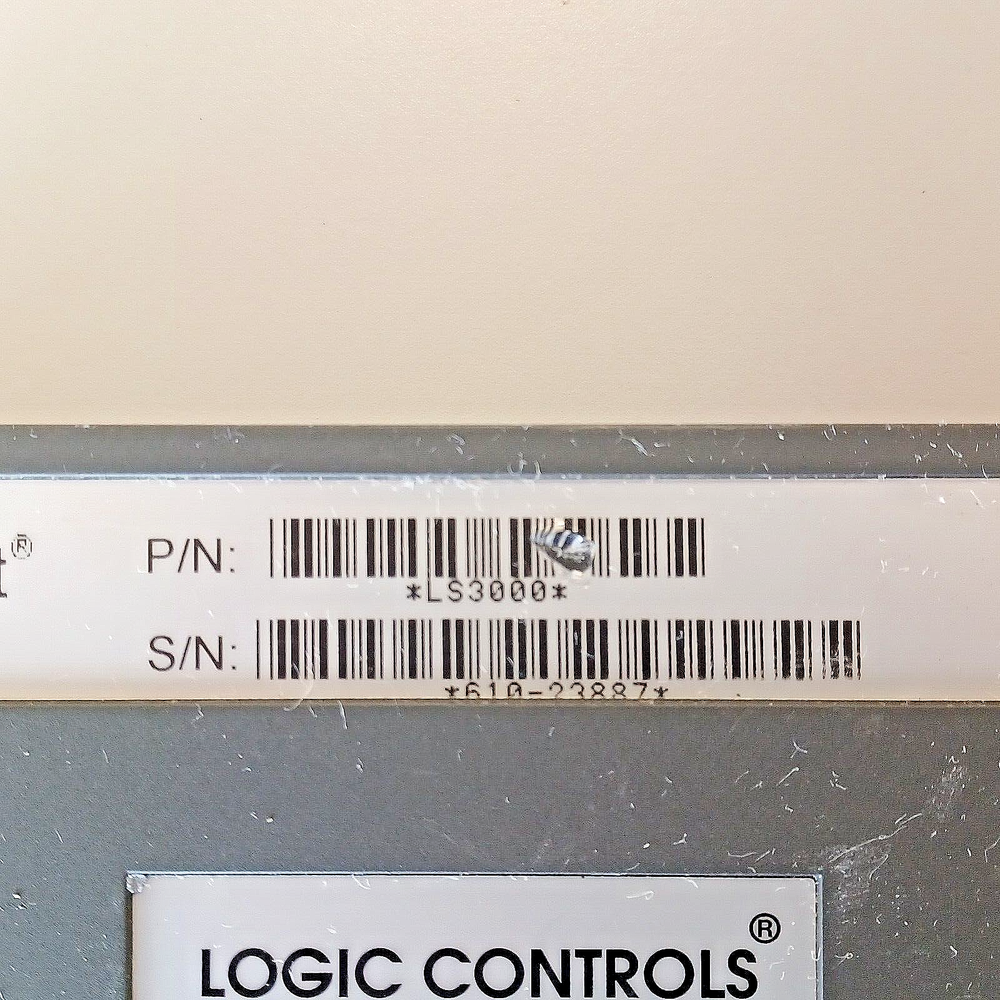 t®
P/N:
*LS3000*
S/N:
*610-23887*
LOGIC CONTROLS®